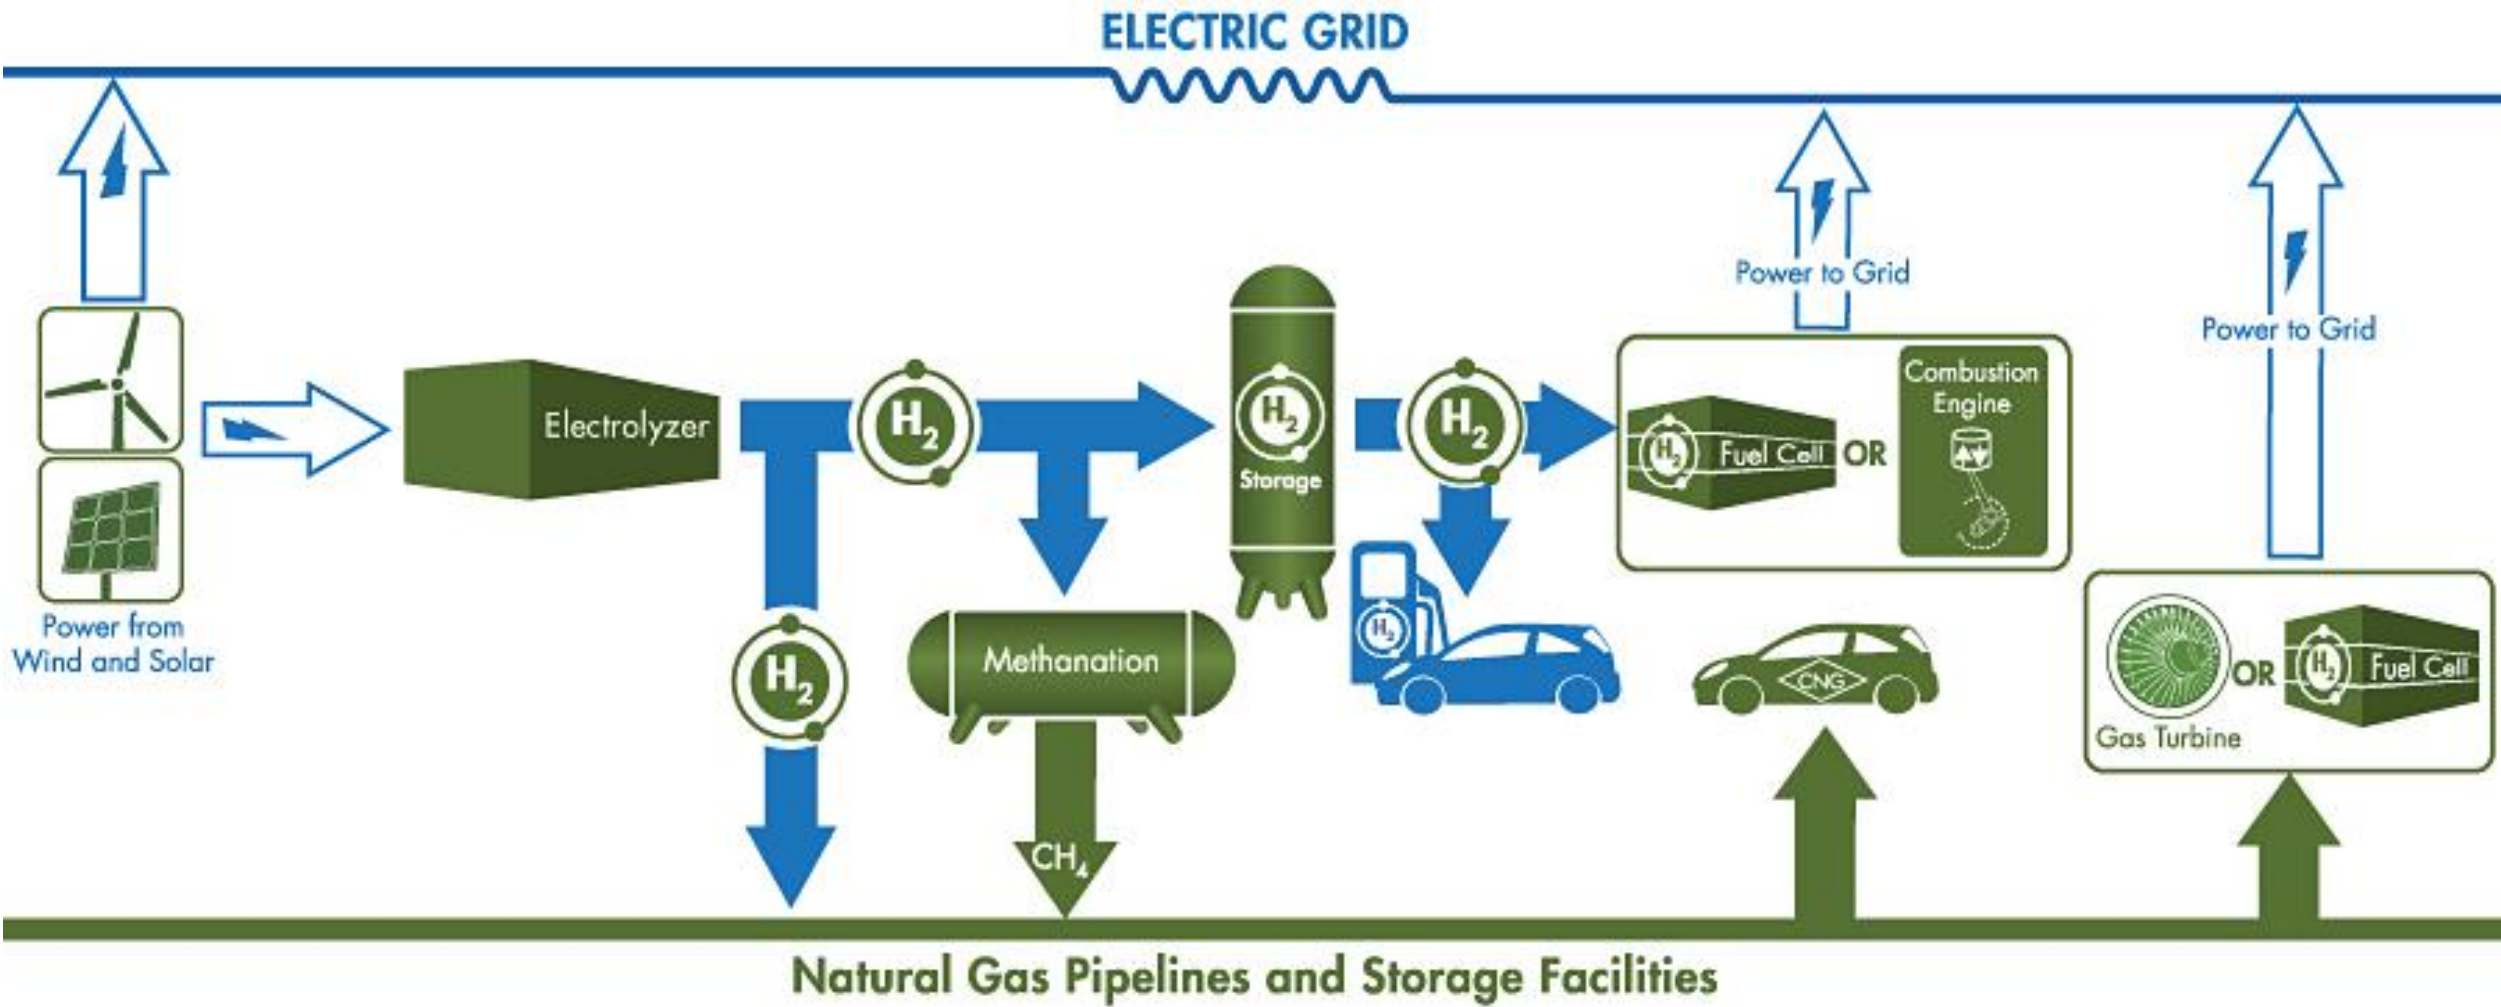 ELECTRIC GRID
Power to Grid
Power to Grid
Power from
Wind and Solar
Electrolyzer
H₂
H₂
H₂
Storage
H₂
H₂
Fuel Cell
OR
Combustion
Engine
H₂
Methanation
CH₄
CNG
Gas Turbine
OR
H₂
Fuel Cell
Natural Gas Pipelines and Storage Facilities